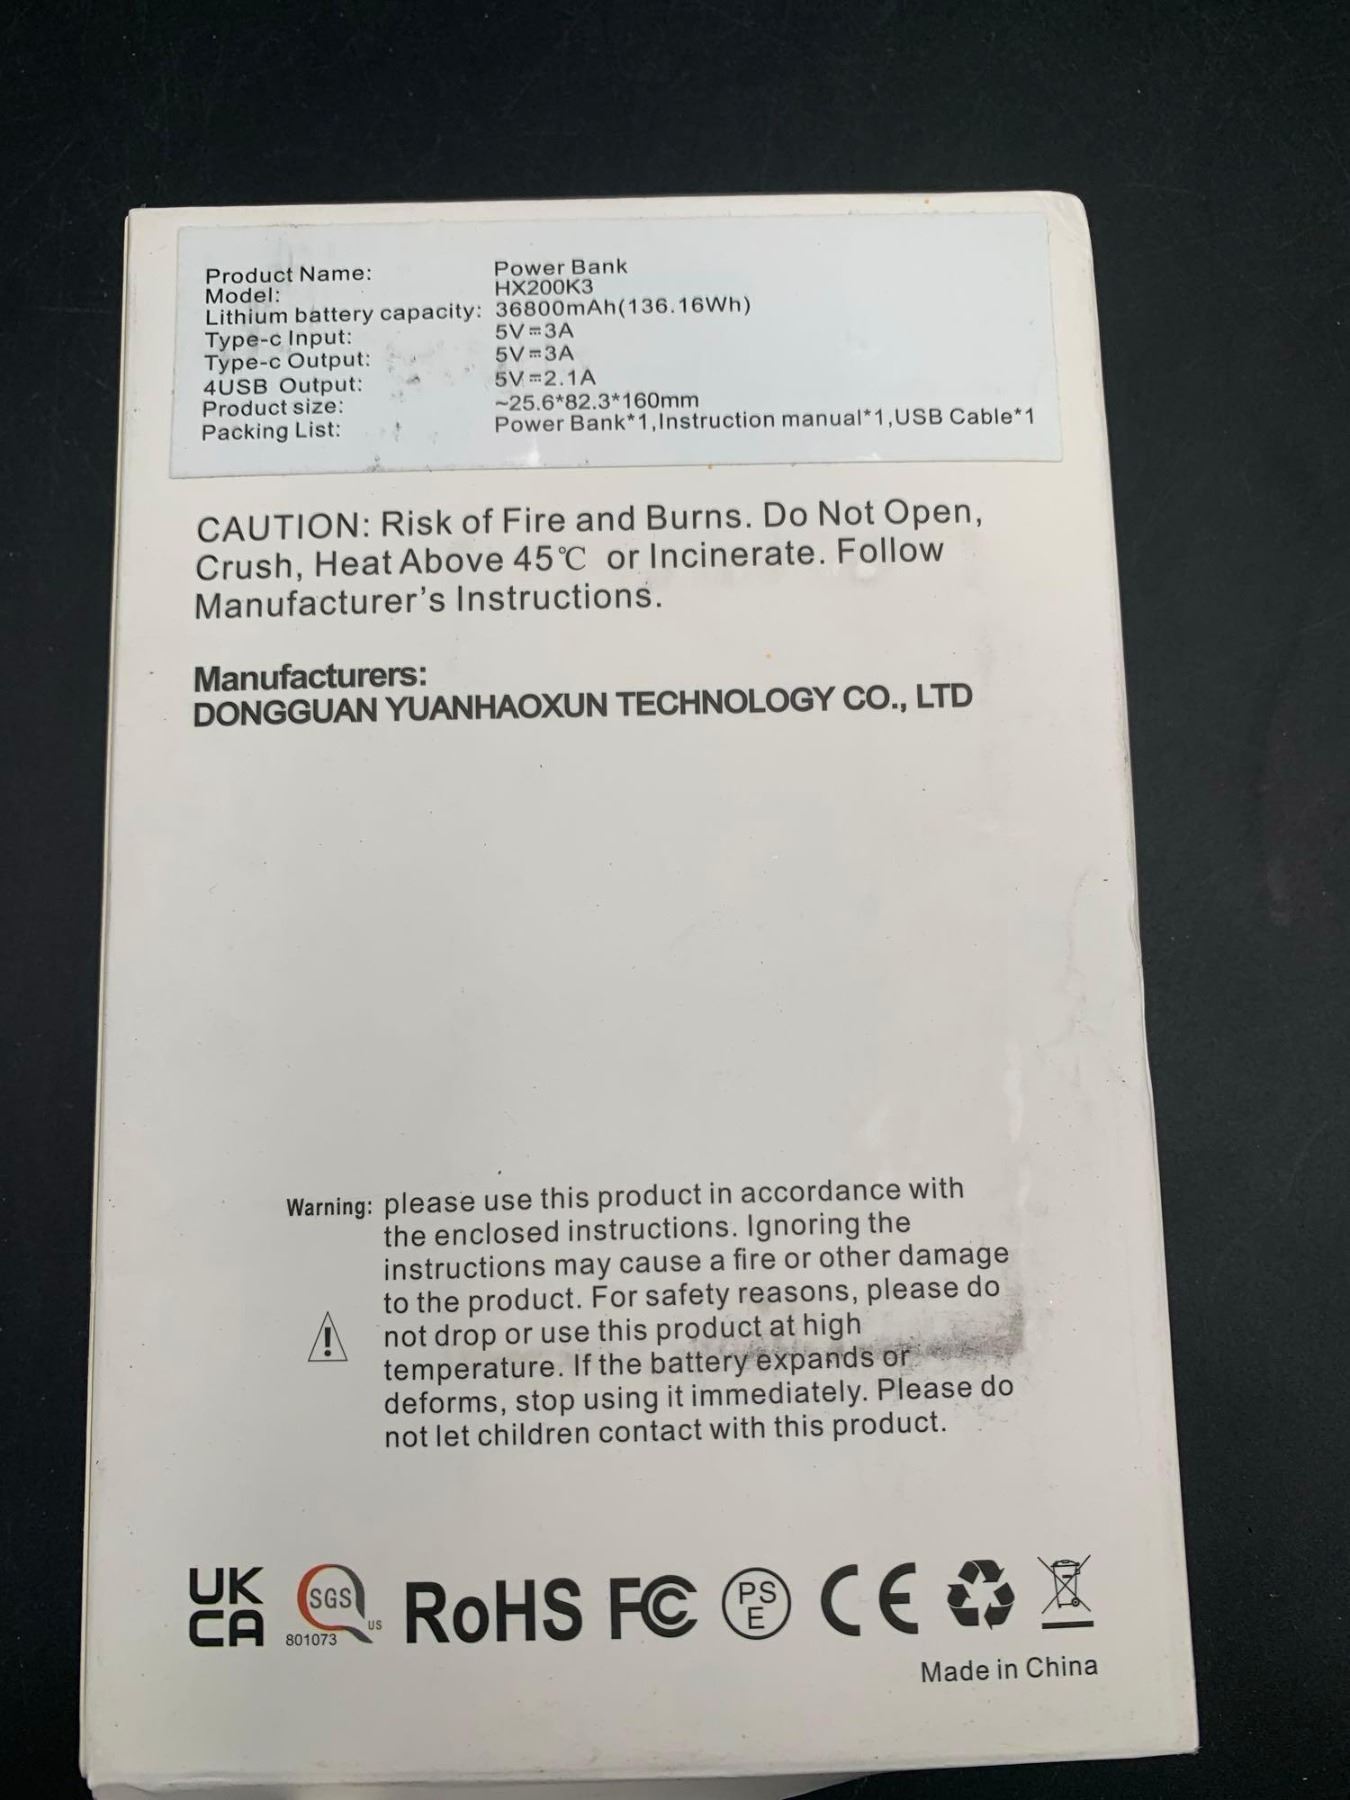 Product Name: Power Bank
Model: HX200K3
Lithium battery capacity: 36800mAh(136.16Wh)
Type-c Input: 5V⎓3A
Type-c Output: 5V⎓3A
4USB Output: 5V⎓2.1A
Product size: ~25.6*82.3*160mm
Packing List: Power Bank*1,Instruction manual*1,USB Cable*1
CAUTION: Risk of Fire and Burns. Do Not Open,
Crush, Heat Above 45℃ or Incinerate. Follow
Manufacturer's Instructions.
Manufacturers:
DONGGUAN YUANHAOXUN TECHNOLOGY CO., LTD
Warning: please use this product in accordance with
the enclosed instructions. Ignoring the
instructions may cause a fire or other damage
to the product. For safety reasons, please do
not drop or use this product at high
temperature. If the battery expands or
deforms, stop using it immediately. Please do
not let children contact with this product.
UK
CA
SGS
US
801073
RoHS
FC
PS
E
CE
Made in China